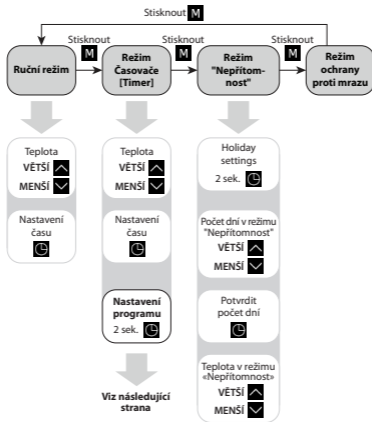 Stisknout M
Stisknout
M
Stisknout
M
Stisknout
M
Ruční režim
Režim
Časovače
[Timer]
Režim
"Nepřítom-
nost"
Režim
ochrany
proti mrazu
Teplota
VĚTŠÍ
MENŠÍ
Nastavení
času
Teplota
VĚTŠÍ
MENŠÍ
Nastavení
času
Nastavení
programu
2 sek.
Viz následující
strana
Holiday
settings
2 sek.
Počet dní v režimu
"Nepřítomnost"
VĚTŠÍ
MENŠÍ
Potvrdit
počet dní
Teplota v režimu
«Nepřítomnost»
VĚTŠÍ
MENŠÍ